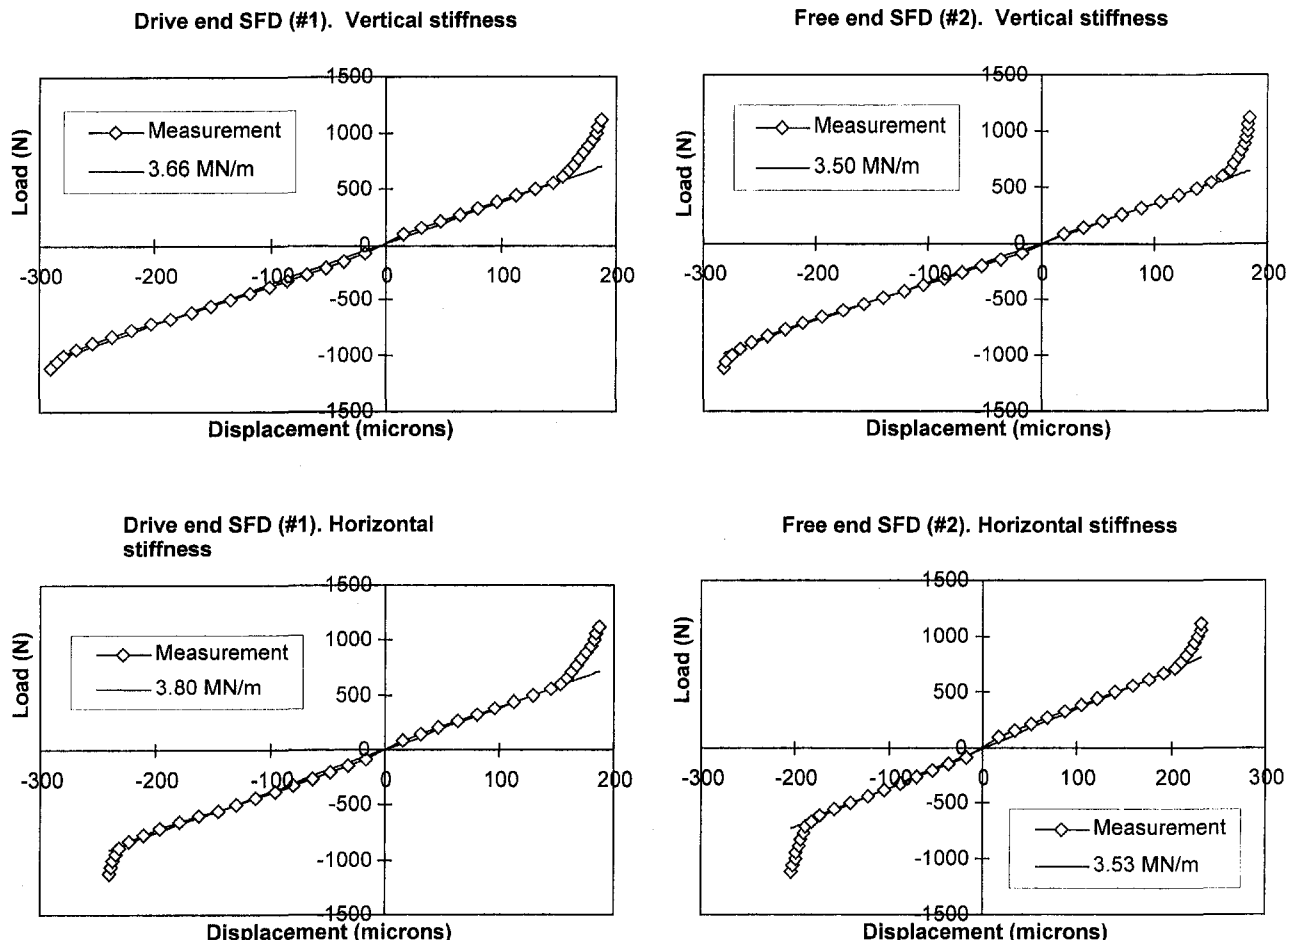 Drive end SFD (#1). Vertical stiffness
1500
1000
500
0
-500
-1000
-1500
-300
-200
-100
0
100
200
Load (N)
Displacement (microns)
Measurement
3.66 MN/m
Free end SFD (#2). Vertical stiffness
1500
1000
500
0
-500
-1000
-1500
-300
-200
-100
0
100
200
Load (N)
Displacement (microns)
Measurement
3.50 MN/m
Drive end SFD (#1). Horizontal
stiffness
1500
1000
500
0
-500
-1000
-1500
-300
-200
-100
0
100
200
Load (N)
Displacement (microns)
Measurement
3.80 MN/m
Free end SFD (#2). Horizontal stiffness
1500
1000
500
0
-500
-1000
-1500
-300
-200
-100
0
100
200
300
Load (N)
Displacement (microns)
Measurement
3.53 MN/m